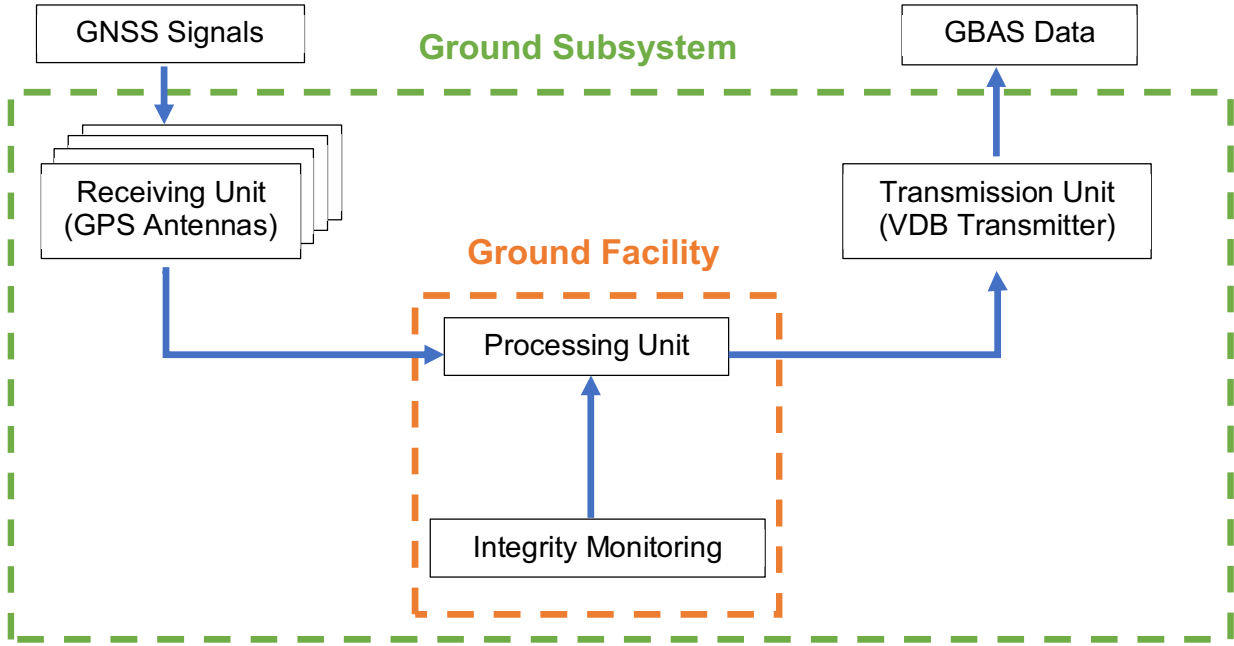 GNSS Signals
Ground Subsystem
GBAS Data
Receiving Unit
(GPS Antennas)
Transmission Unit
(VDB Transmitter)
Ground Facility
Processing Unit
Integrity Monitoring